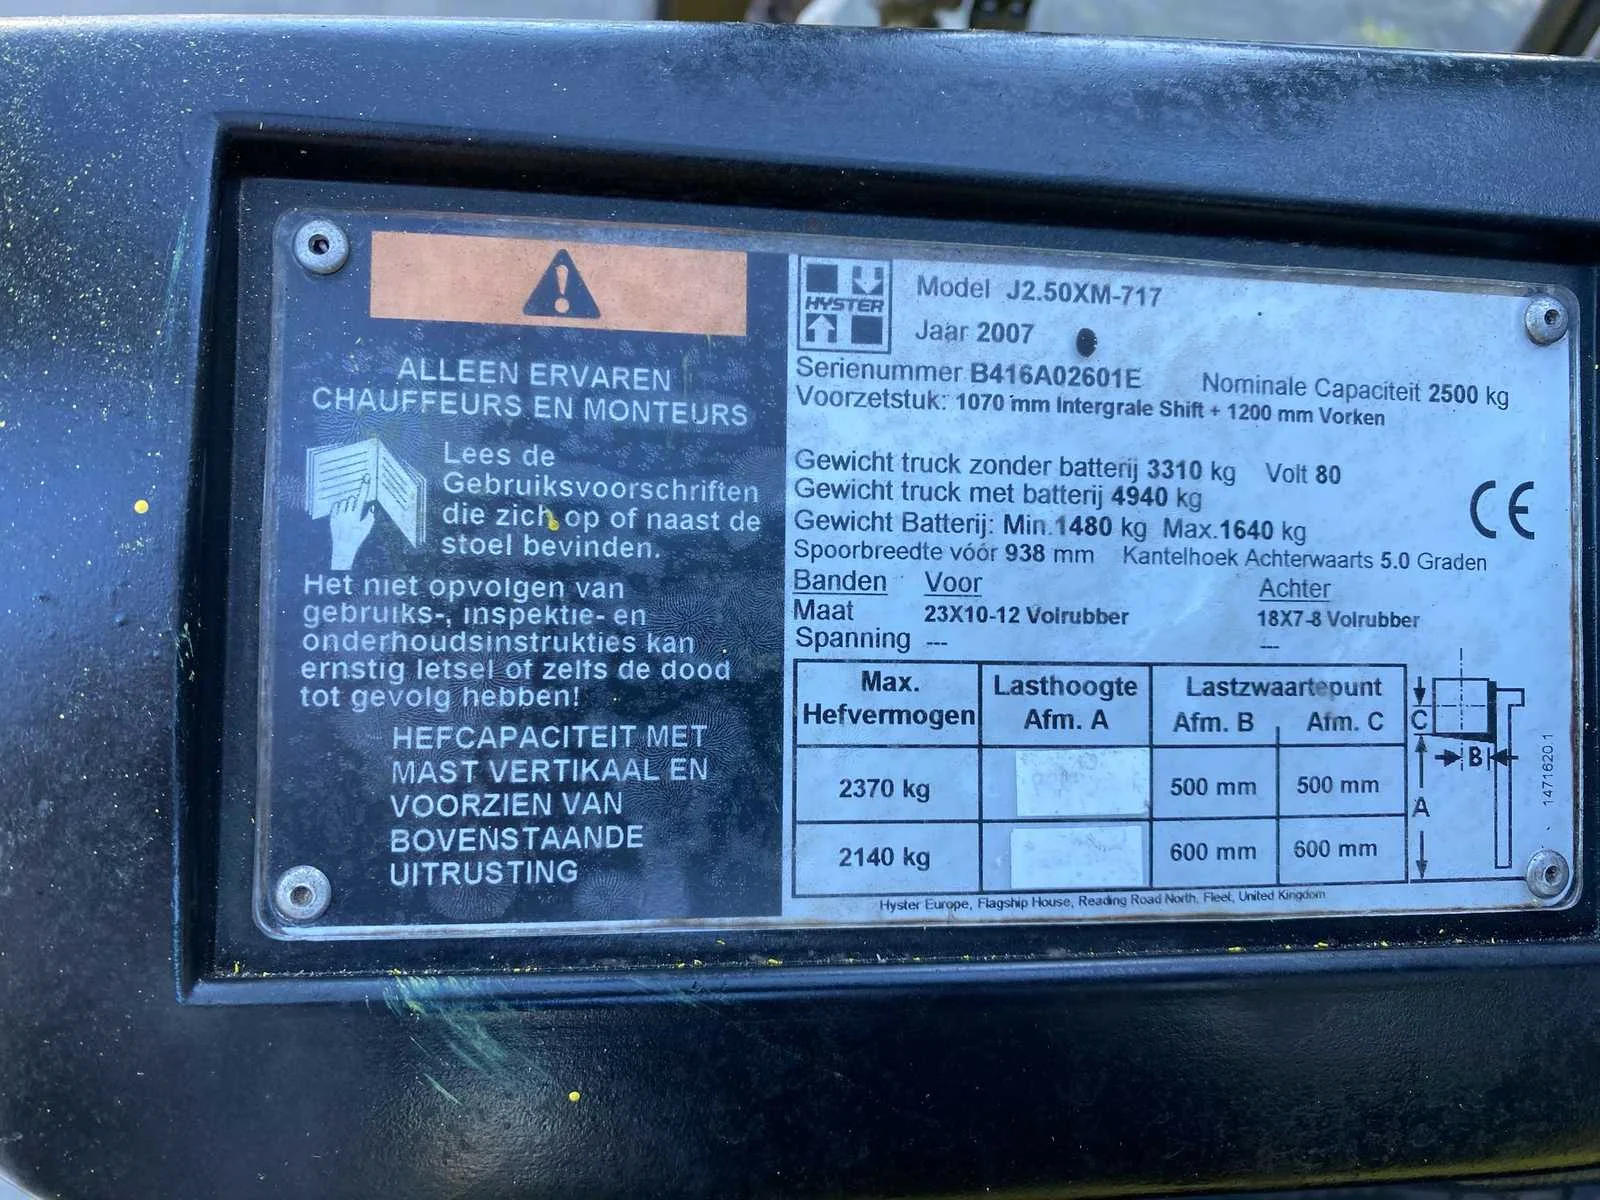 ALLEEN ERVAREN
CHAUFFEURS EN MONTEURS
Lees de
Gebruiksvoorschriften
die zich op of naast de
stoel bevinden.
Het niet opvolgen van
gebruiks-, inspektie- en
onderhoudsinstrukties kan
ernstig letsel of zelfs de dood
tot gevolg hebben!
HEFCAPACITEIT MET
MAST VERTIKAAL EN
VOORZIEN VAN
BOVENSTAANDE
UITRUSTING
HYSTER
Model J2.50XM-717
Jaar 2007
Serienummer B416A02601E Nominale Capaciteit 2500 kg
Voorzetstuk: 1070 mm Intergrale Shift + 1200 mm Vorken
Gewicht truck zonder batterij 3310 kg Volt 80
Gewicht truck met batterij 4940 kg
Gewicht Batterij: Min.1480 kg Max.1640 kg
CE
Spoorbreedte vóór 938 mm Kantelhoek Achterwaarts 5.0 Graden
Banden Voor Achter
Maat 23X10-12 Volrubber 18X7-8 Volrubber
Spanning --- ---
Max. Lasthoogte Lastzwaartepunt
Hefvermogen Afm. A Afm. B Afm. C
2370 kg 500 mm 500 mm
2140 kg 600 mm 600 mm
C
B
A
14716201
Hyster Europe, Flagship House, Reading Road North, Fleet, United Kingdom